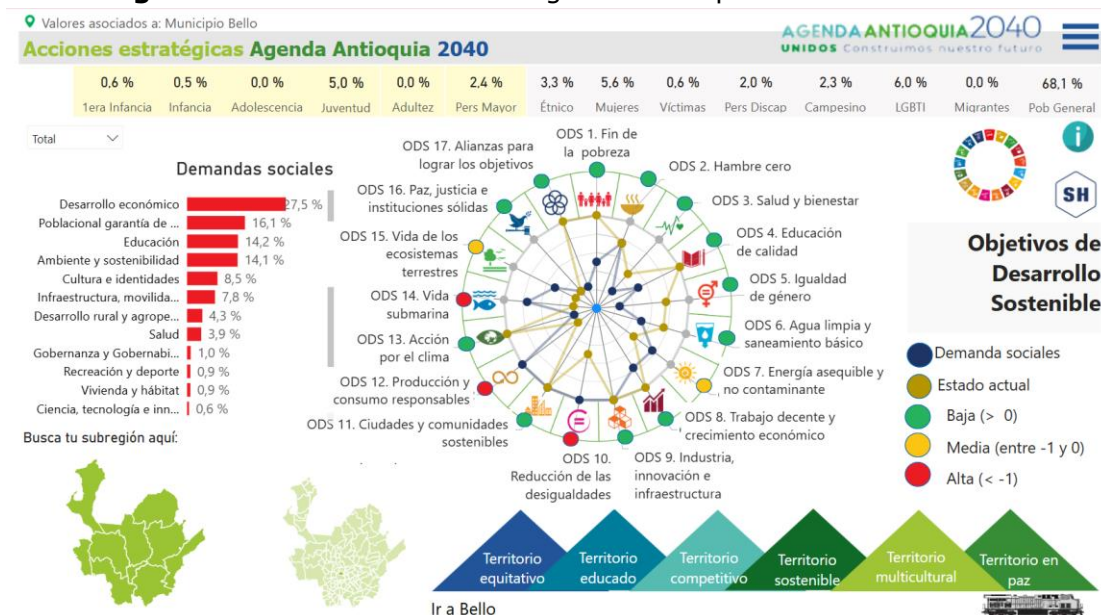 Valores asociados a: Municipio Bello
Acciones estratégicas Agenda Antioquia 2040
AGENDA ANTIOQUIA 2040
UNIDOS Construimos nuestro futuro
0,6 % 0,5 % 0,0 % 5,0 % 0,0 % 2,4 % 3,3 % 5,6 % 0,6 % 2,0 % 2,3 % 6,0 % 0,0 % 68,1 %
1era Infancia Infancia Adolescencia Juventud Adultez Pers Mayor Étnico Mujeres Víctimas Pers Discap Campesino LGBTI Migrantes Pob General
Total
Demandas sociales
Desarrollo económico 27,5 %
Poblacional garantía de ... 16,1 %
Educación 14,2 %
Ambiente y sostenibilidad 14,1 %
Cultura e identidades 8,5 %
Infraestructura, movilida... 7,8 %
Desarrollo rural y agrope... 4,3 %
Salud 3,9 %
Gobernanza y Gobernabi... 1,0 %
Recreación y deporte 0,9 %
Vivienda y hábitat 0,9 %
Ciencia, tecnología e inn... 0,6 %
Busca tu subregión aquí:
ODS 1. Fin de
la pobreza
ODS 2. Hambre cero
ODS 3. Salud y bienestar
ODS 4. Educación
de calidad
ODS 5. Igualdad
de género
ODS 6. Agua limpia y
saneamiento básico
ODS 7. Energía asequible y
no contaminante
ODS 8. Trabajo decente y
crecimiento económico
ODS 9. Industria,
innovación e
infraestructura
ODS 10.
Reducción de las
desigualdades
ODS 11. Ciudades y comunidades
sostenibles
ODS 12. Producción y
consumo responsables
ODS 13. Acción
por el clima
ODS 14. Vida
submarina
ODS 15. Vida de los
ecosistemas
terrestres
ODS 16. Paz, justicia e
instituciones sólidas
ODS 17. Alianzas para
lograr los objetivos
i
SH
Objetivos de
Desarrollo
Sostenible
Demanda sociales
Estado actual
Baja (> 0)
Media (entre -1 y 0)
Alta (< -1)
Territorio
equitativo
Territorio
educado
Territorio
competitivo
Territorio
sostenible
Territorio
multicultural
Territorio en
paz
Ir a Bello